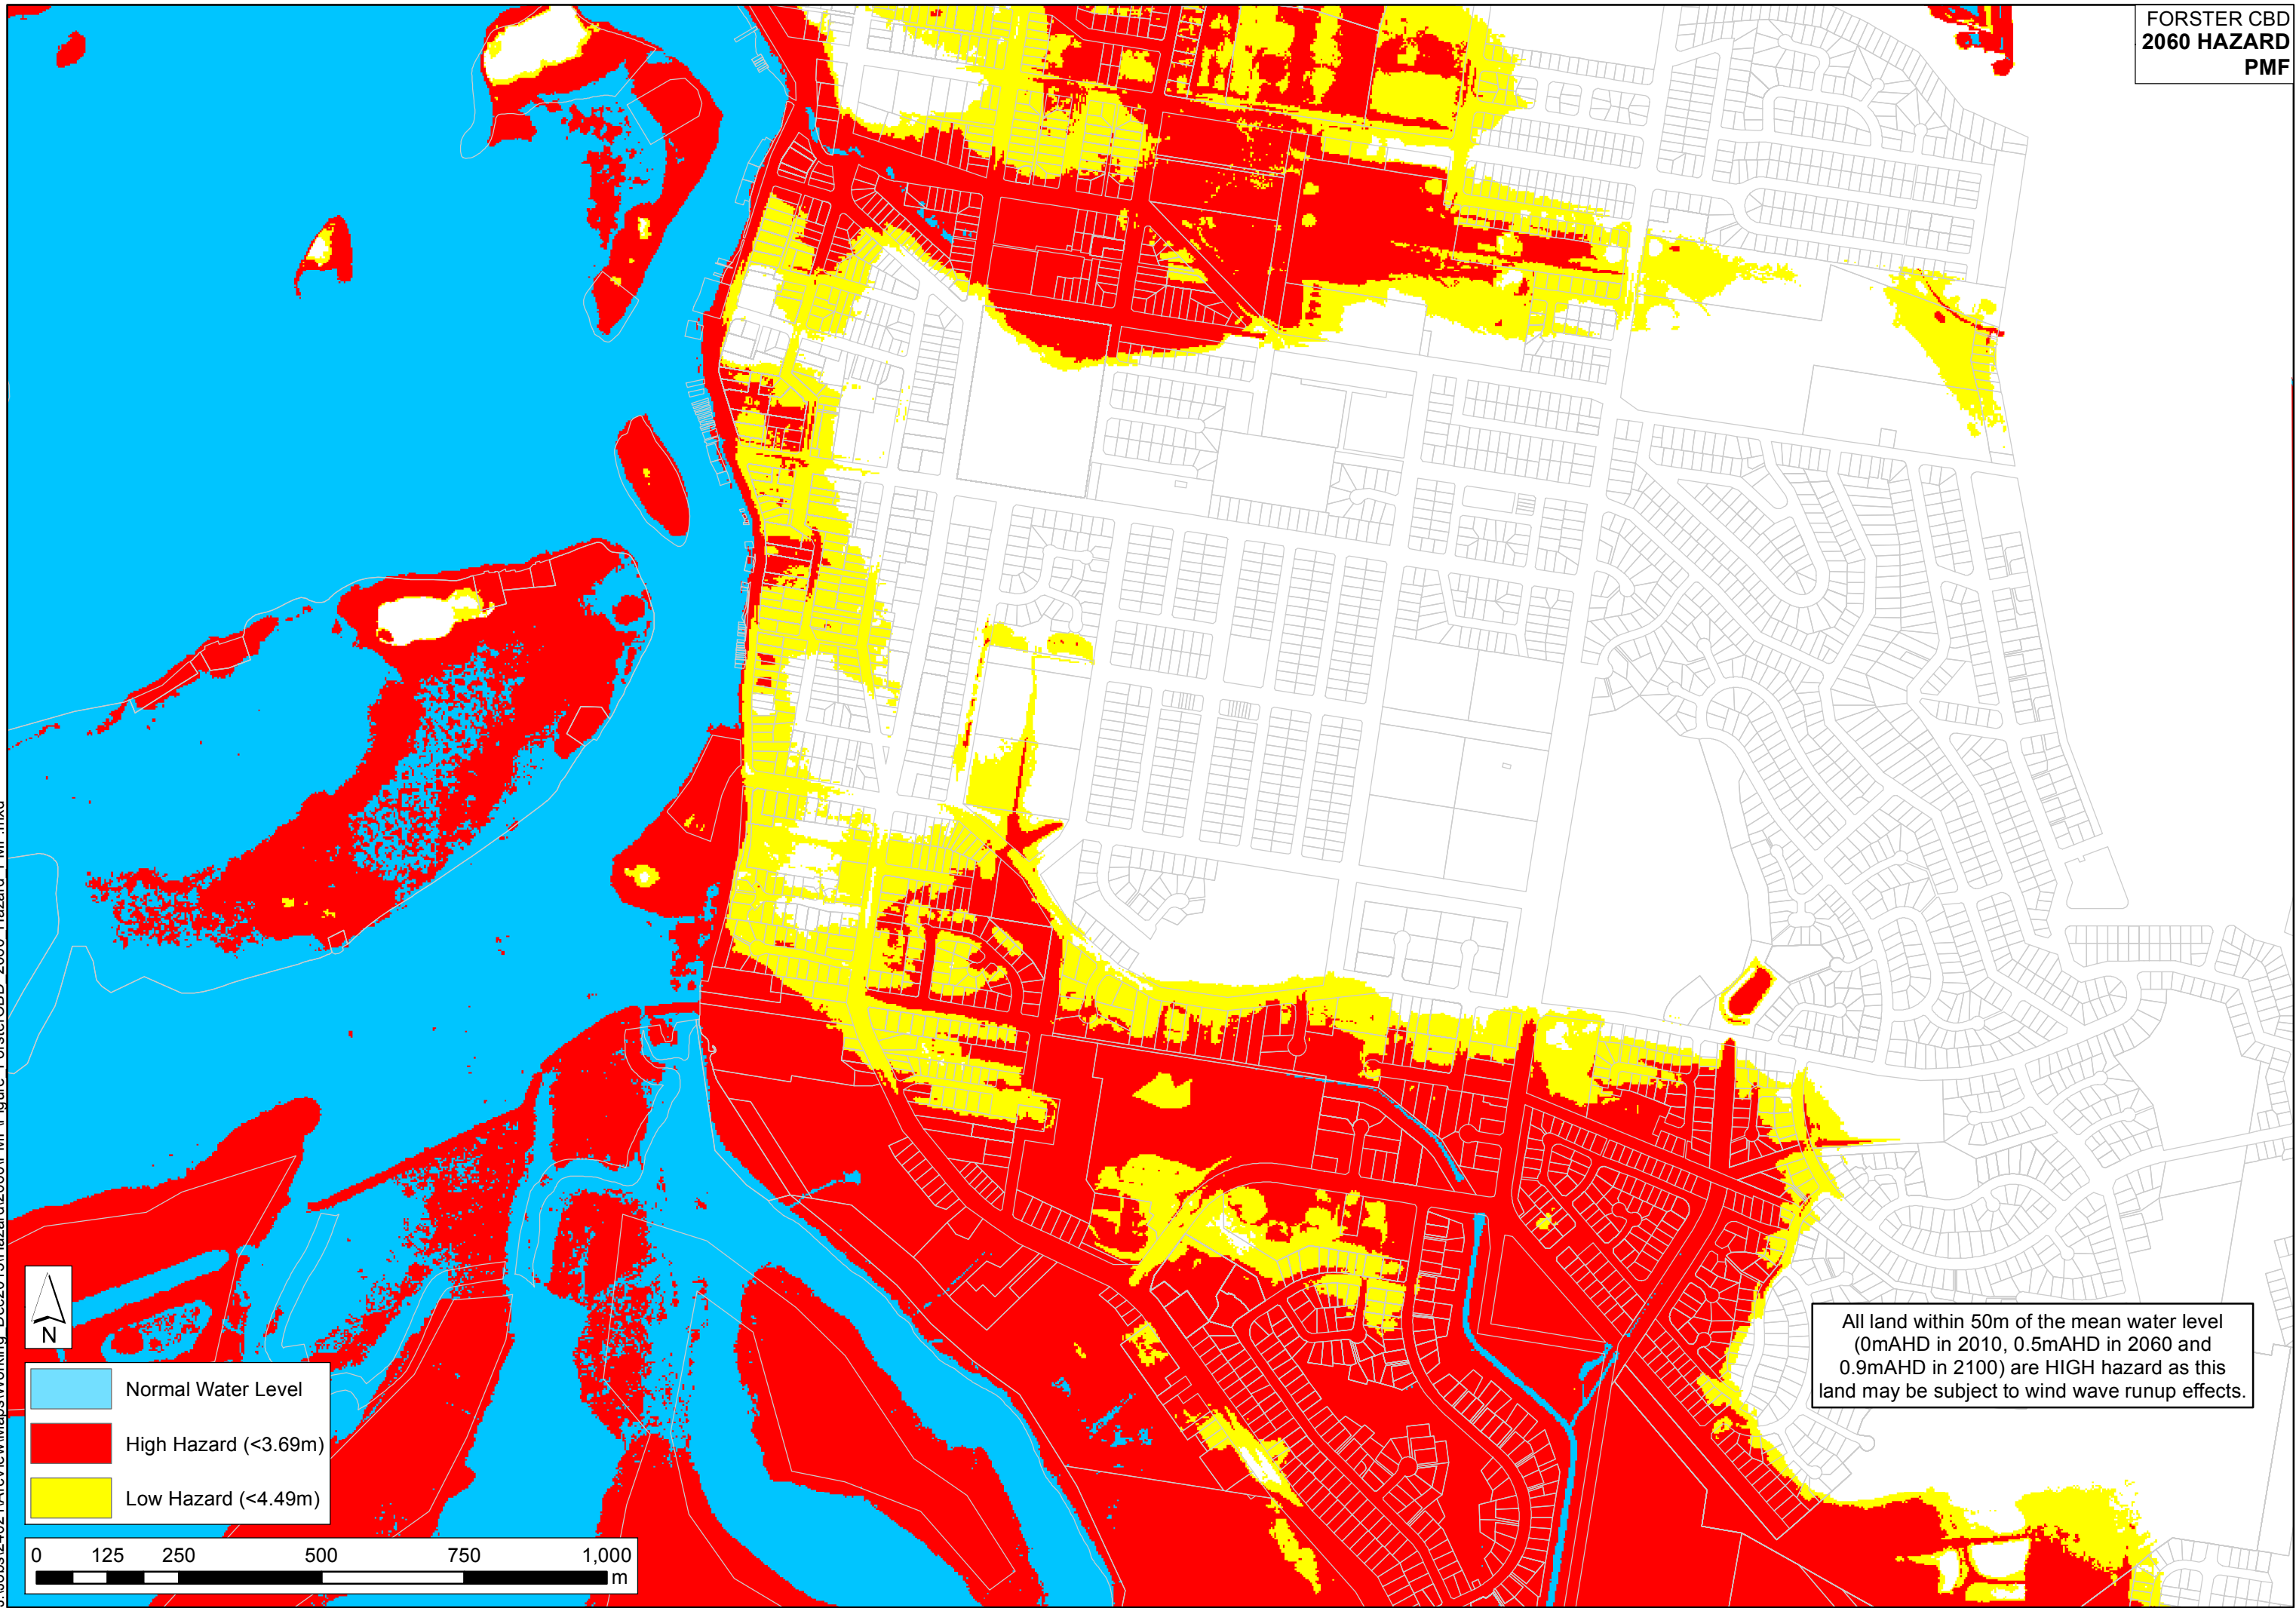 FORSTER CBD
2060 HAZARD
PMF
N
Normal Water Level
High Hazard (<3.69m)
Low Hazard (<4.49m)
0 125 250 500 750 1,000
m
All land within 50m of the mean water level
(0mAHD in 2010, 0.5mAHD in 2060 and
0.9mAHD in 2100) are HIGH hazard as this
land may be subject to wind wave runup effects.